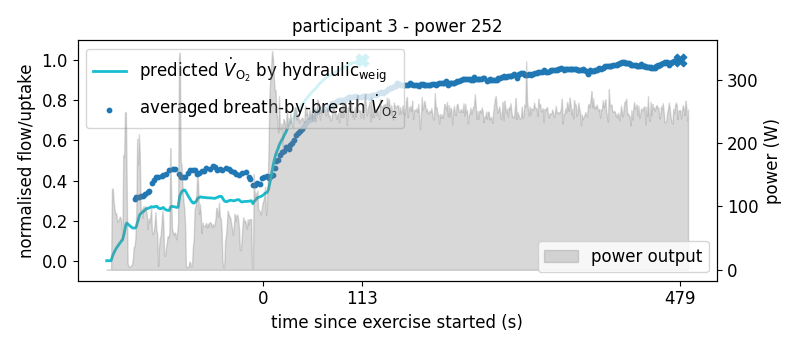 participant 3 - power 252
normalised flow/uptake
1.0
0.8
0.6
0.4
0.2
0.0
predicted V̇O₂ by hydraulic_weig
averaged breath-by-breath V̇O₂
300
200
100
0
power (W)
power output
0 113 479
time since exercise started (s)